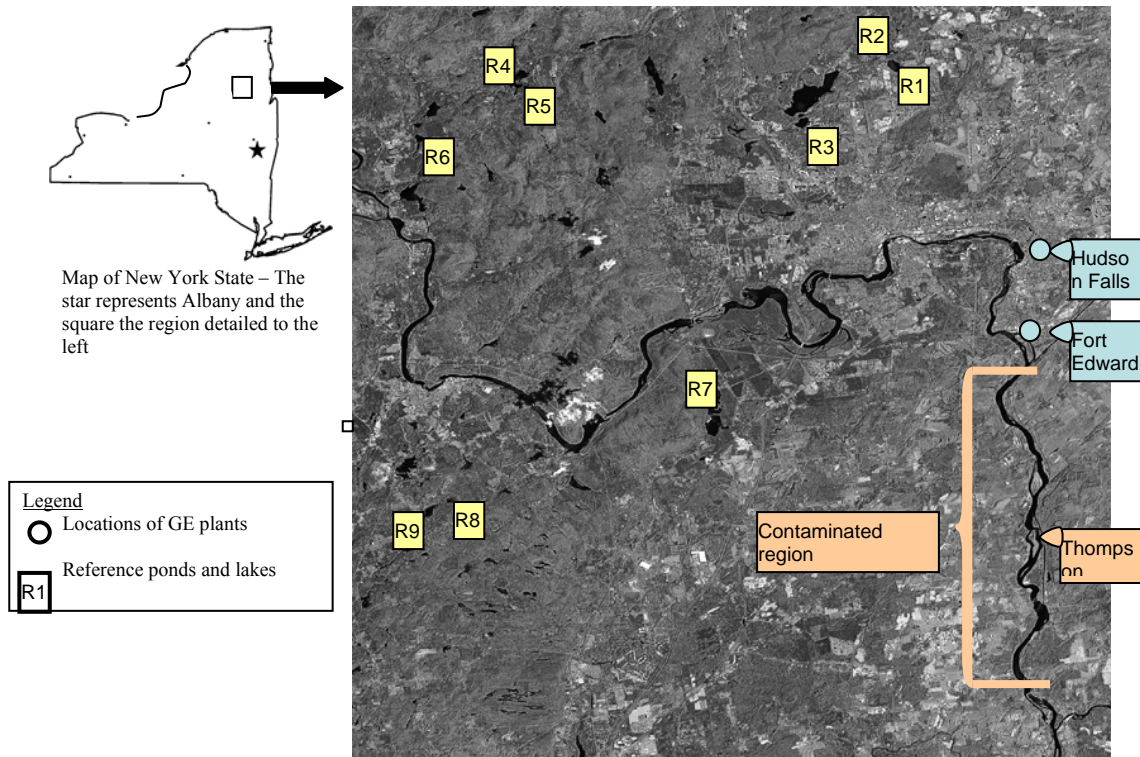 R2
R4
R1
R5
R3
R6
Hudso
n Falls
Map of New York State – The
star represents Albany and the
square the region detailed to the
left
Fort
Edward
R7
Legend
Locations of GE plants
Reference ponds and lakes
R1
R9
R8
Contaminated
region
Thomps
on